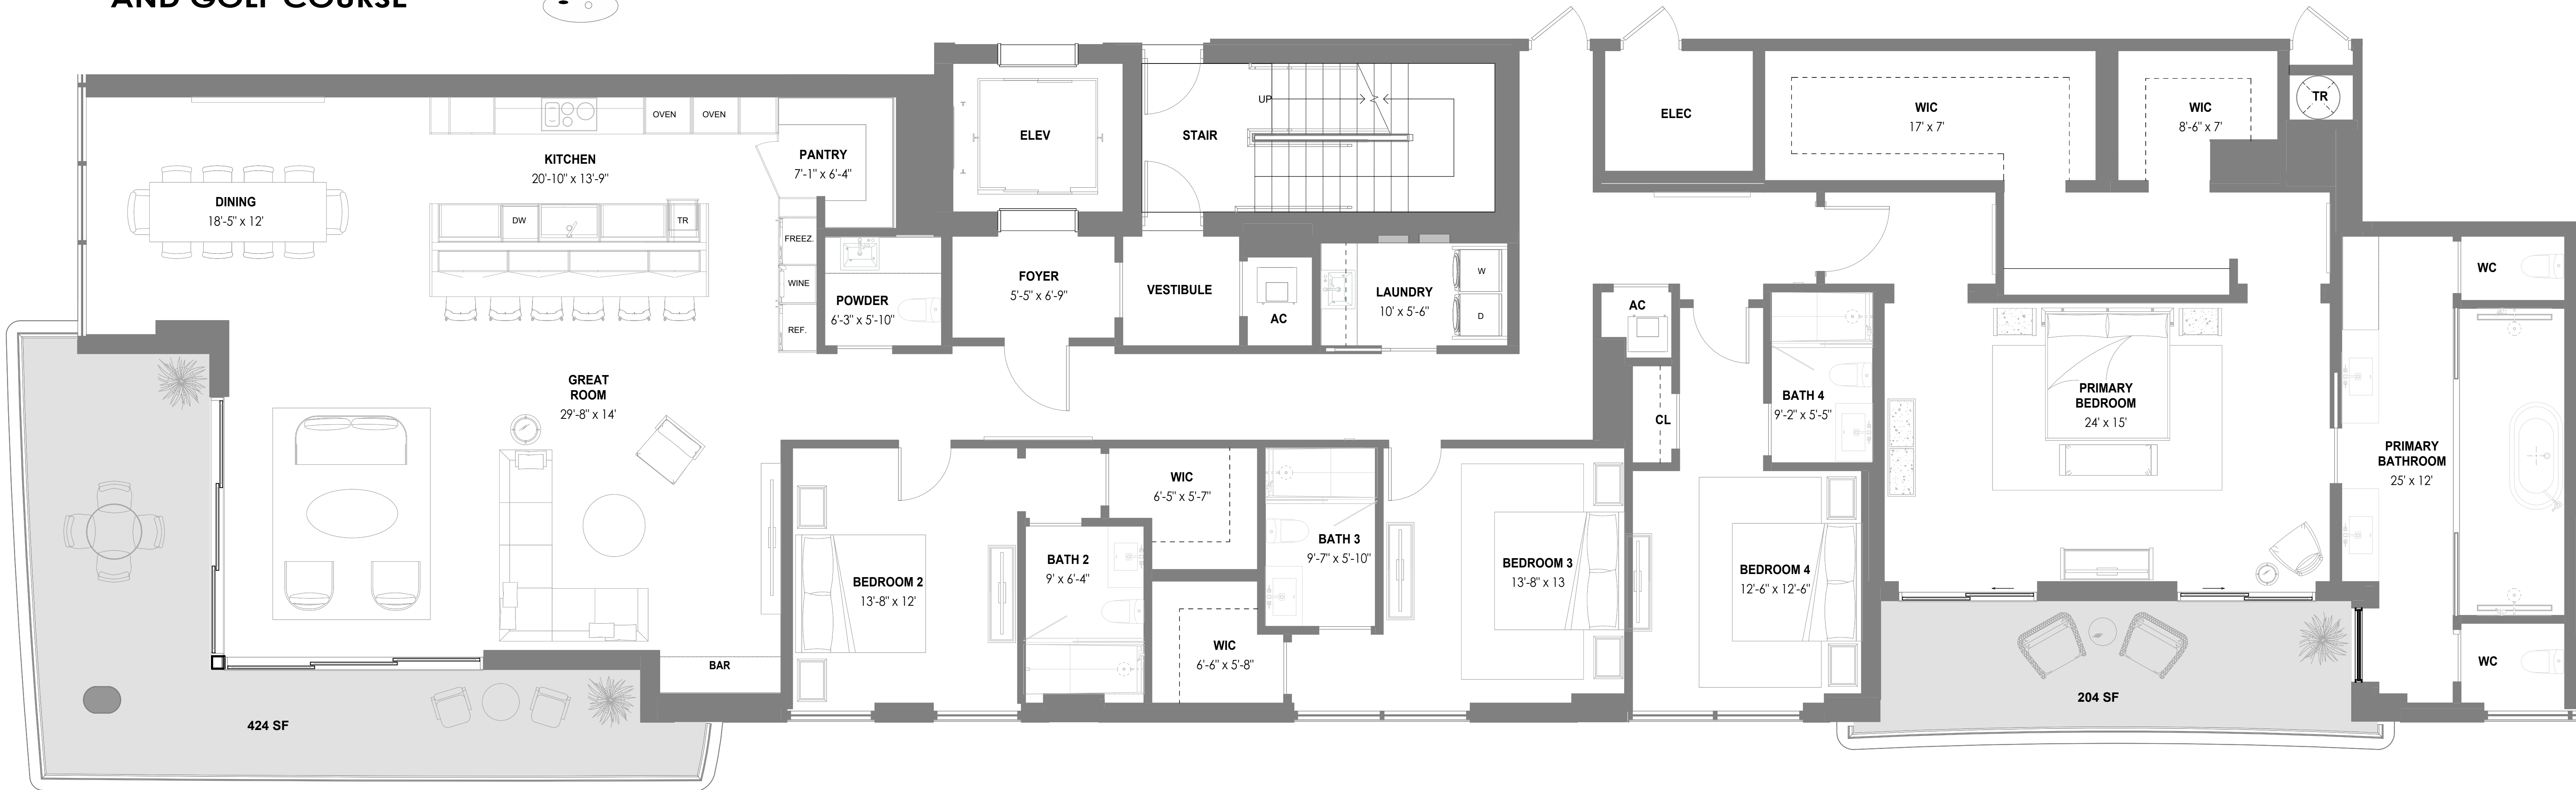 AND GOLF COURSE
DINING
18'-5" x 12'
KITCHEN
20'-10" x 13'-9"
OVEN
OVEN
DW
TR
PANTRY
7'-1" x 6'-4"
FREEZ.
WINE
REF.
POWDER
6'-3" x 5'-10"
ELEV
FOYER
5'-5" x 6'-9"
STAIR
UP
VESTIBULE
AC
LAUNDRY
10' x 5'-6"
W
D
ELEC
WIC
17' x 7'
WIC
8'-6" x 7'
TR
GREAT
ROOM
29'-8" x 14'
BAR
424 SF
BEDROOM 2
13'-8" x 12'
BATH 2
9' x 6'-4"
WIC
6'-5" x 5'-7"
WIC
6'-6" x 5'-8"
BATH 3
9'-7" x 5'-10"
BEDROOM 3
13'-8" x 13
AC
CL
BATH 4
9'-2" x 5'-5"
BEDROOM 4
12'-6" x 12'-6"
PRIMARY
BEDROOM
24' x 15'
PRIMARY
BATHROOM
25' x 12'
WC
WC
204 SF